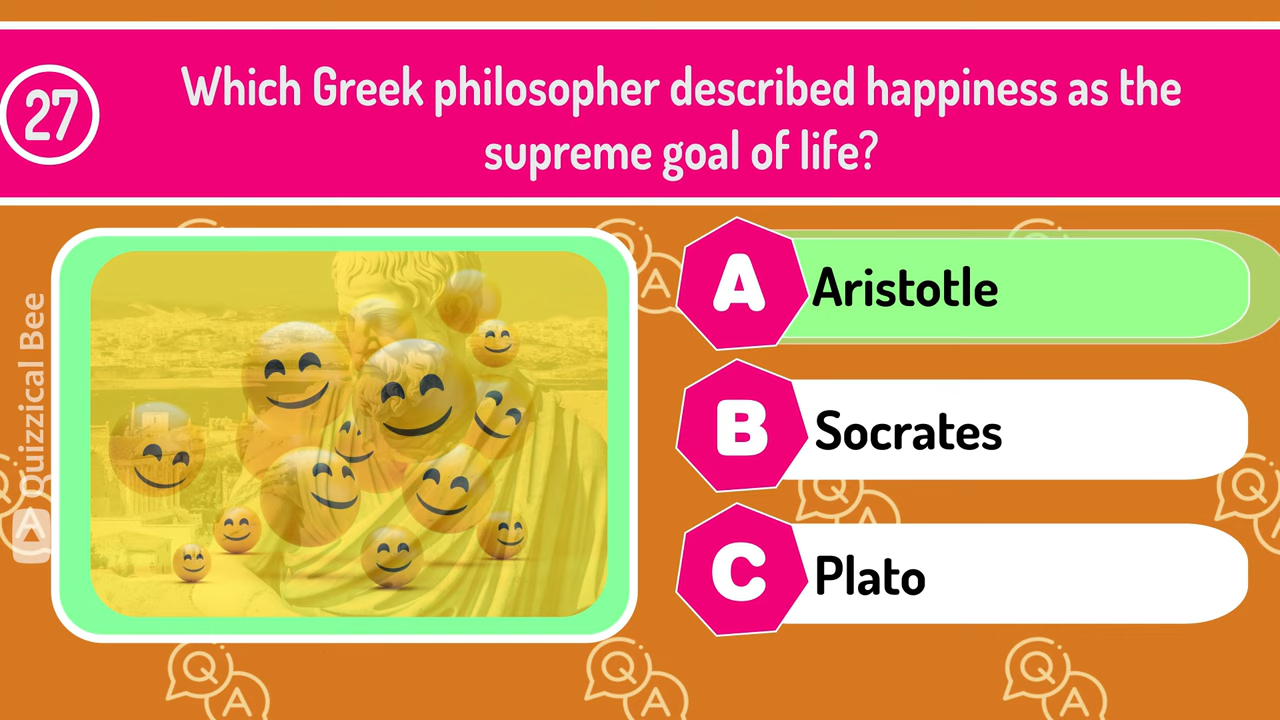 27
Which Greek philosopher described happiness as the
supreme goal of life?
Quizzical Bee
A
A Aristotle
B Socrates
C Plato
Q
A
Q
A
Q
A
Q
A
Q
A